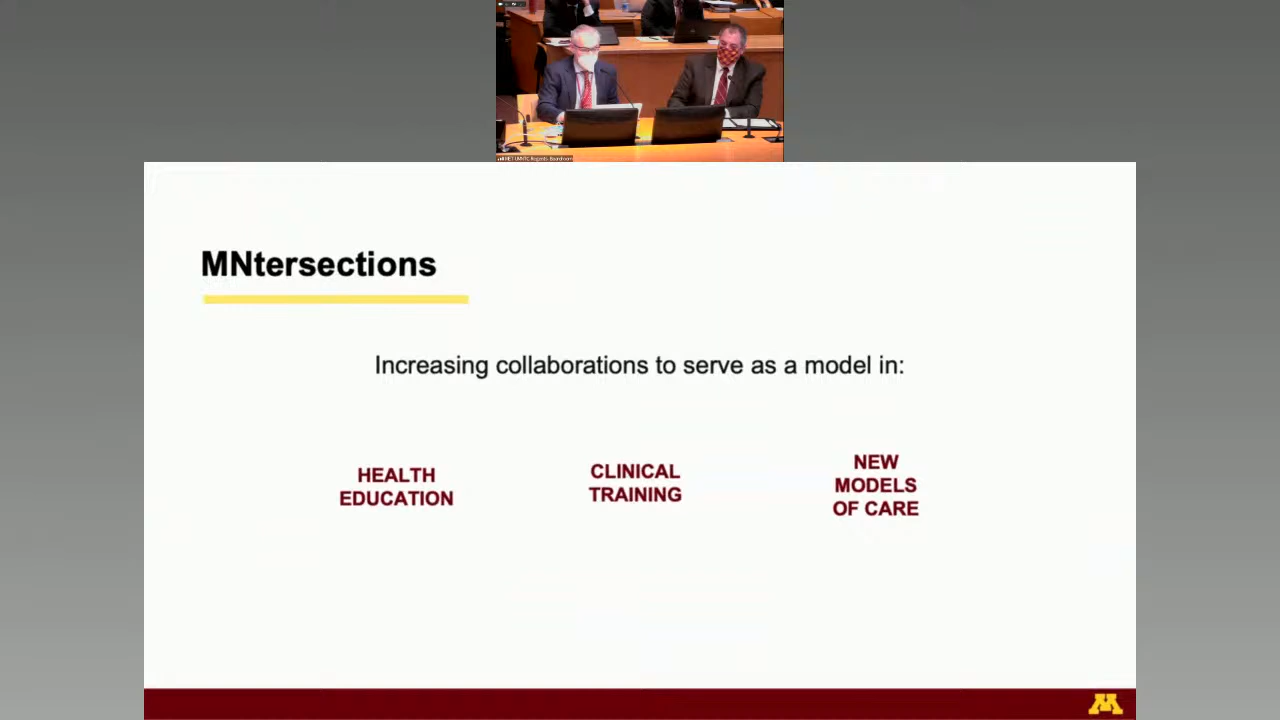 MNtersections
Increasing collaborations to serve as a model in:
HEALTH
EDUCATION
CLINICAL
TRAINING
NEW
MODELS
OF CARE
M